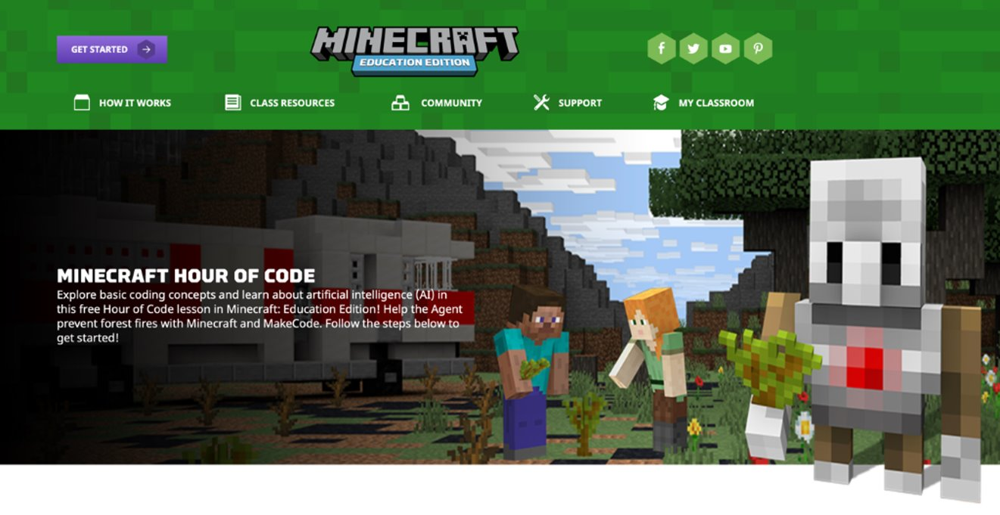 GET STARTED
MINECRAFT
EDUCATION EDITION
HOW IT WORKS
CLASS RESOURCES
COMMUNITY
SUPPORT
MY CLASSROOM
MINECRAFT HOUR OF CODE
Explore basic coding concepts and learn about artificial intelligence (AI) in
this free Hour of Code lesson in Minecraft: Education Edition! Help the Agent
prevent forest fires with Minecraft and MakeCode. Follow the steps below to
get started!